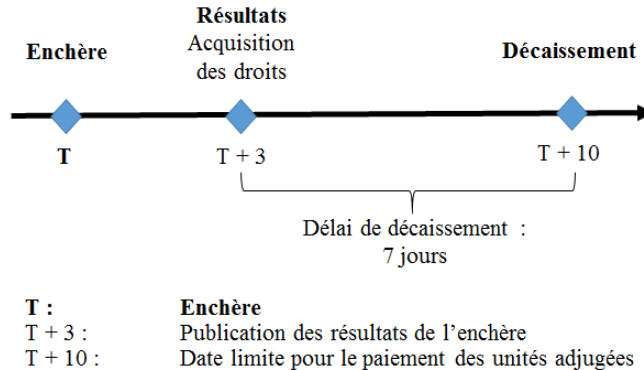 Enchère
Résultats
Acquisition
des droits
Décaissement
T
T + 3
T + 10
Délai de décaissement :
7 jours
T : Enchère
T + 3 : Publication des résultats de l’enchère
T + 10 : Date limite pour le paiement des unités adjugées